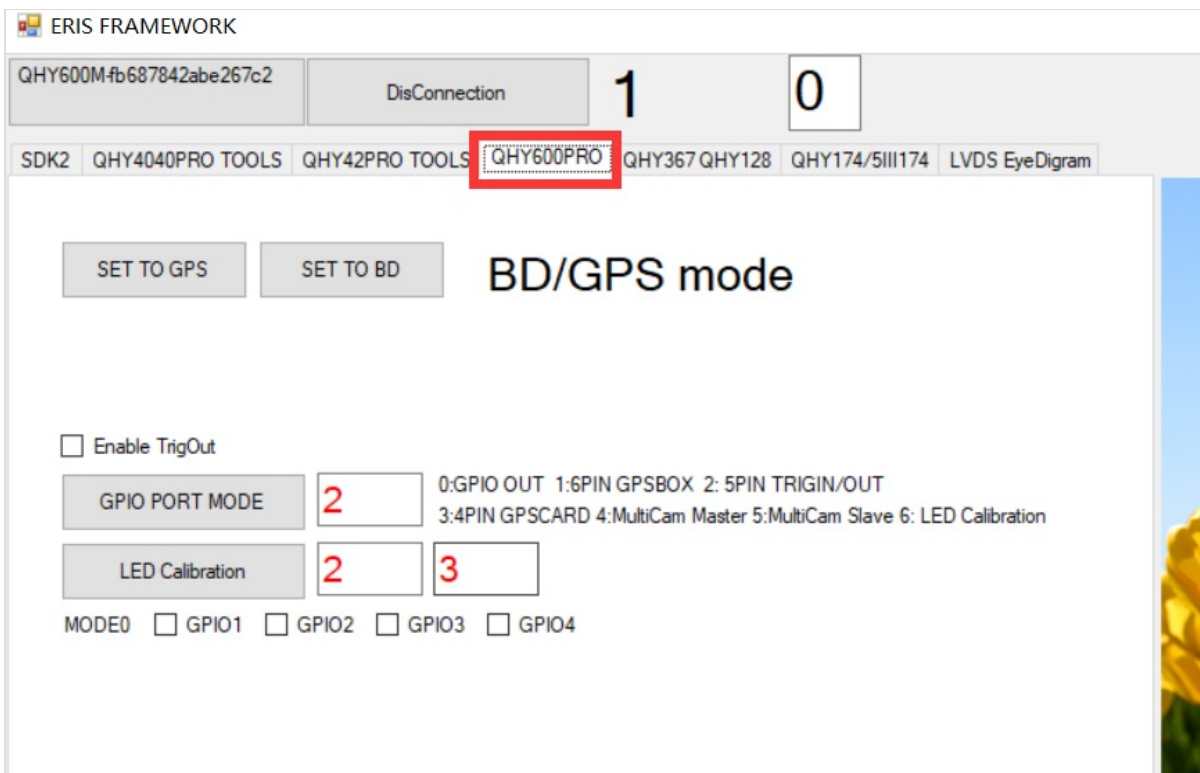 ERIS FRAMEWORK
QHY600M-fb687842abe267c2
DisConnection
1
0
SDK2 QHY4040PRO TOOLS QHY42PRO TOOLS QHY600PRO QHY367 QHY128 QHY174/5III174 LVDS EyeDigram
SET TO GPS SET TO BD BD/GPS mode
Enable TrigOut
GPIO PORT MODE 2 0:GPIO OUT 1:6PIN GPSBOX 2: 5PIN TRIGIN/OUT
3:4PIN GPSCARD 4:MultiCam Master 5:MultiCam Slave 6: LED Calibration
LED Calibration 2 3
MODE0 GPIO1 GPIO2 GPIO3 GPIO4